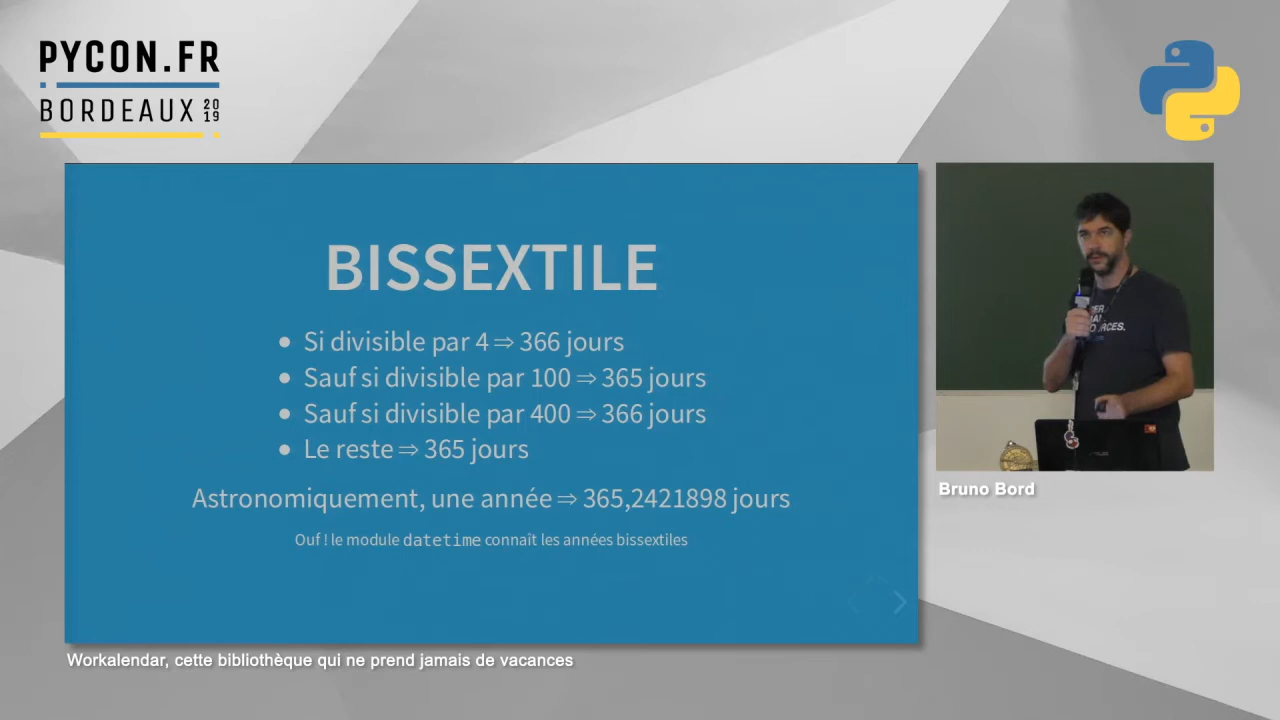 PYCON.FR
BORDEAUX 2019
BISSEXTILE
• Si divisible par 4 ⇒ 366 jours
• Sauf si divisible par 100 ⇒ 365 jours
• Sauf si divisible par 400 ⇒ 366 jours
• Le reste ⇒ 365 jours
Astronomiquement, une année ⇒ 365,2421898 jours
Ouf ! le module datetime connaît les années bissextiles
Bruno Bord
Workalendar, cette bibliothèque qui ne prend jamais de vacances